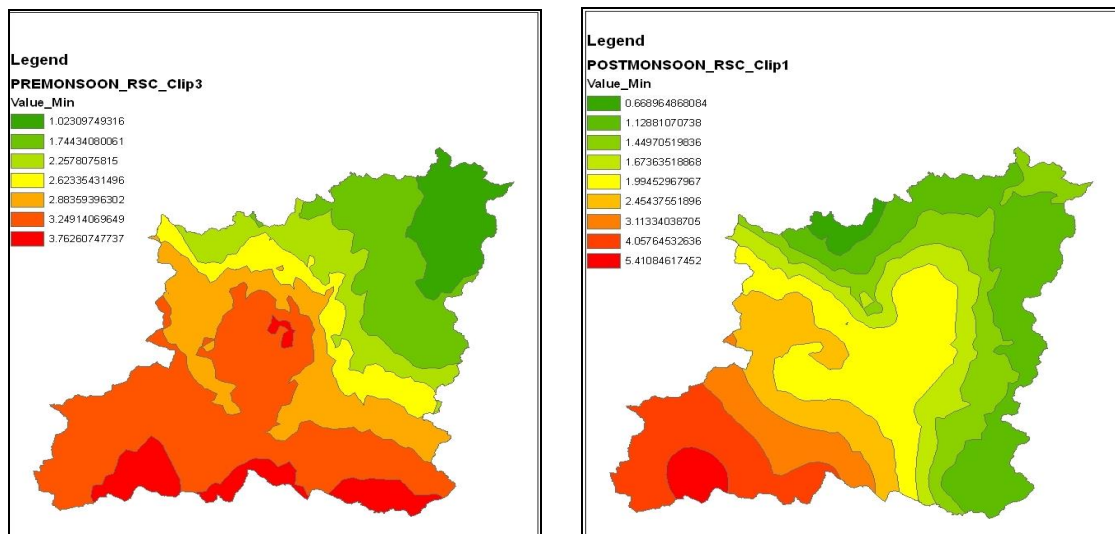 Legend
PREMONSOON_RSC_Clip3
Value_Min
1.02309749316
1.74434080061
2.2578075815
2.62335431496
2.88359396302
3.24914069649
3.76260747737
Legend
POSTMONSOON_RSC_Clip1
Value_Min
0.668964868084
1.12881070738
1.44970519836
1.67363518868
1.99452967967
2.45437551896
3.11334038705
4.05764532636
5.41084617452